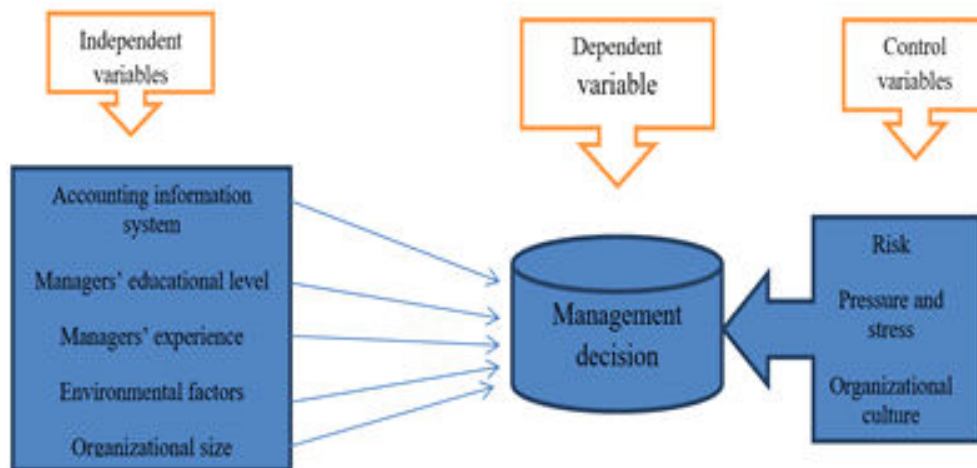 Independent
variables
Dependent
variable
Control
variables
Accounting information
system
Managers’ educational level
Managers’ experience
Environmental factors
Organizational size
Management
decision
Risk
Pressure and
stress
Organizational
culture